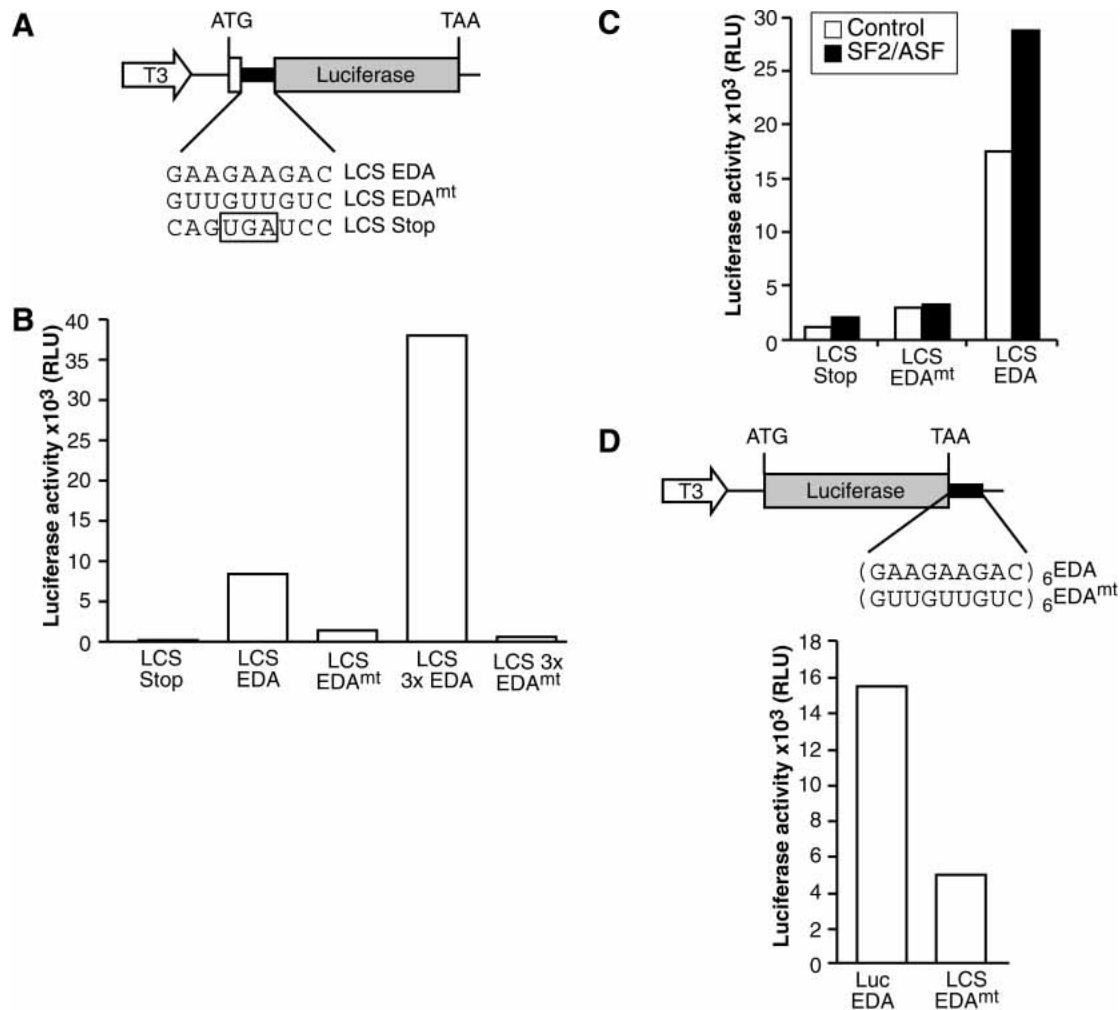 A
ATG TAA
T3 Luciferase
GAAGAAGAC LCS EDA
GUUGUUGUC LCS EDAmt
CAGUGAUCC LCS Stop
B
Luciferase activity x10³ (RLU)
40
35
30
25
20
15
10
5
0
LCS Stop
LCS EDA
LCS EDAmt
LCS 3x EDA
LCS 3x EDAmt
C
Luciferase activity x10³ (RLU)
Control
SF2/ASF
30
25
20
15
10
5
0
LCS Stop
LCS EDAmt
LCS EDA
D
ATG TAA
T3 Luciferase
(GAAGAAGAC)6EDA
(GUUGUUGUC)6EDAmt
Luciferase activity x10³ (RLU)
18
16
14
12
10
8
6
4
2
0
Luc EDA
LCS EDAmt